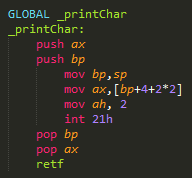 GLOBAL _printChar
_printChar:
push ax
push bp
mov bp,sp
mov ax,[bp+4+2*2]
mov ah, 2
int 21h
pop bp
pop ax
retf